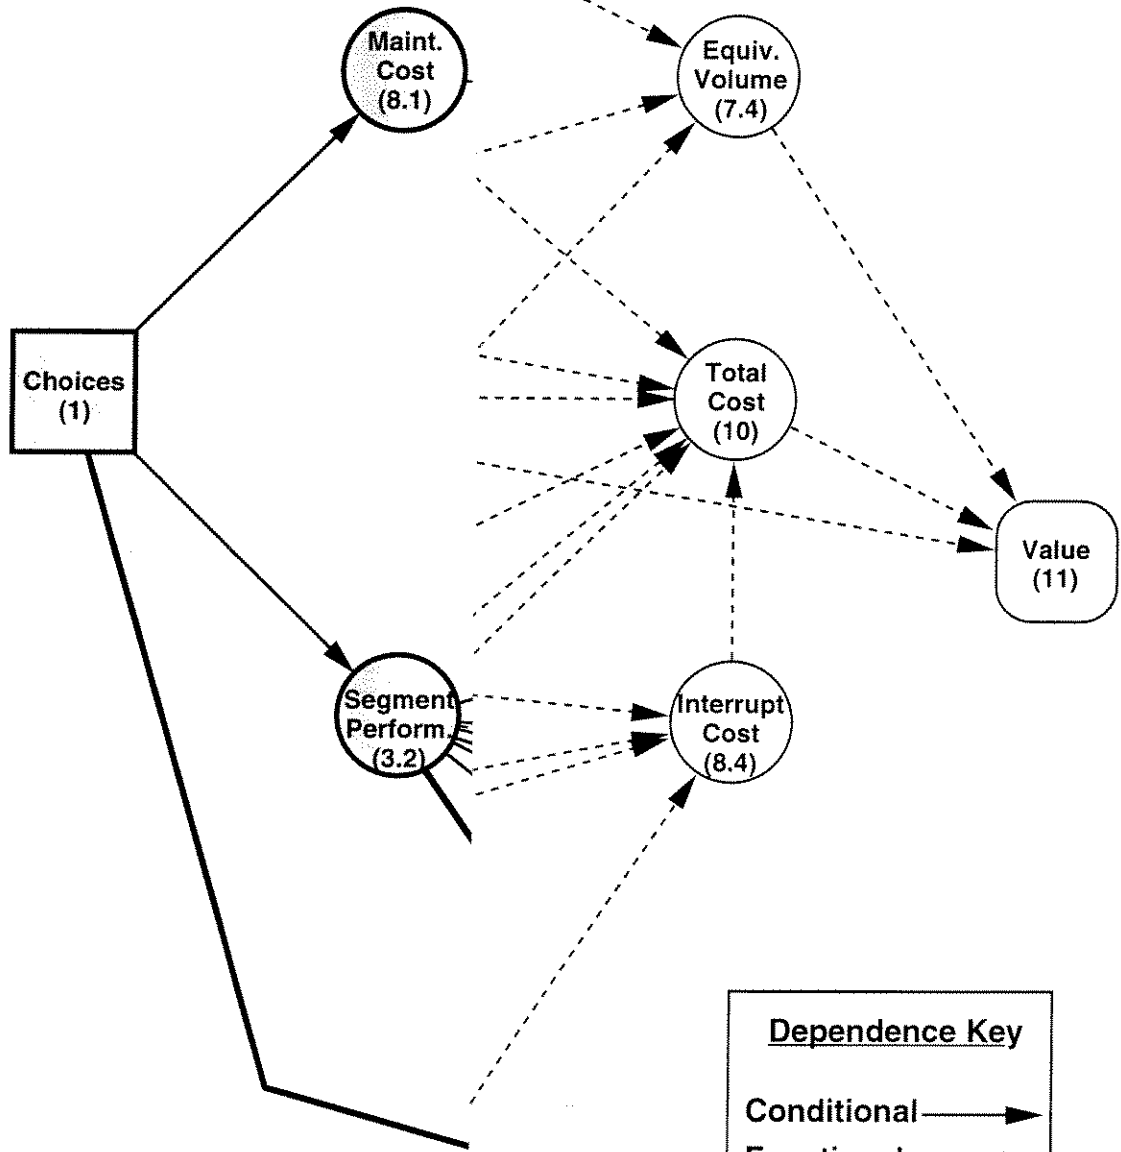 Maint.
Cost
(8.1)
Equiv.
Volume
(7.4)
Choices
(1)
Total
Cost
(10)
Value
(11)
Segment
Perform.
(3.2)
Interrupt
Cost
(8.4)
Dependence Key
Conditional